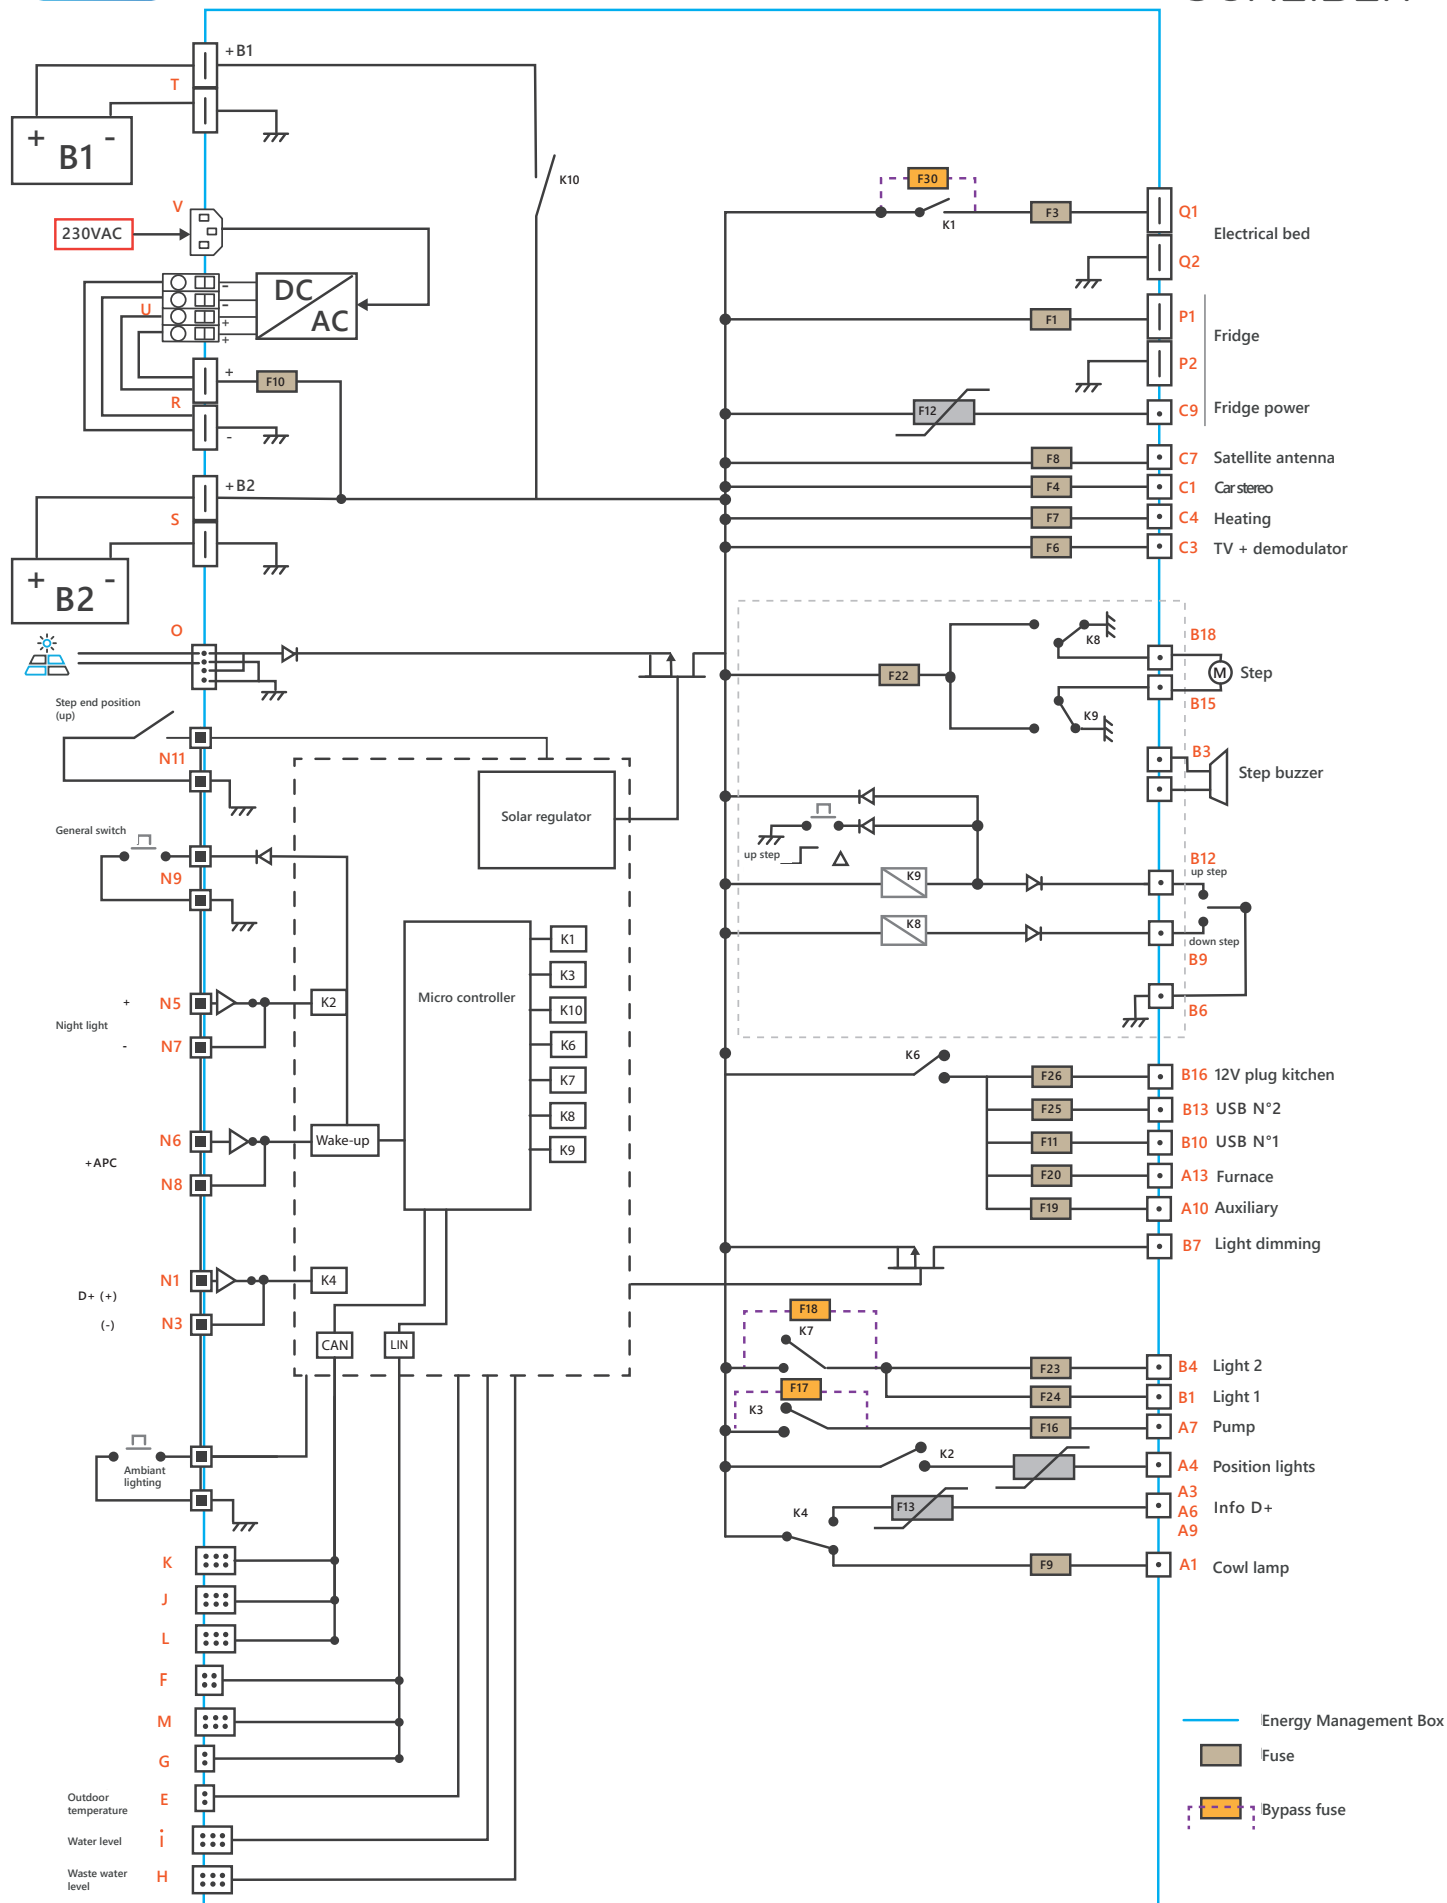 +B1
T
+ -
B1
K10
V
230VAC
DC
AC
-
-
+
+
U
+
F10
R
-
+B2
S
+ -
B2
O
Step end position
(up)
N11
Solar regulator
General switch
N9
Micro controller
K1
K3
K10
K6
K7
K8
K9
+
N5
K2
Night light
-
N7
N6
Wake-up
+APC
N8
N1
K4
D+ (+)
(-)
N3
CAN
LIN
Ambiant
lighting
K
J
L
F
M
G
Outdoor
temperature
E
Water level
i
Waste water
level
H
F30
K1
F3
Q1
Electrical bed
Q2
F1
P1
Fridge
P2
F12
C9
Fridge power
F8
C7
Satellite antenna
F4
C1
Car stereo
F7
C4
Heating
F6
C3
TV + demodulator
K8
B18
F22
M
Step
K9
B15
B3
Step buzzer
up step
K9
B12
up step
K8
down step
B9
B6
K6
F26
B16 12V plug kitchen
F25
B13 USB N°2
F11
B10 USB N°1
F20
A13 Furnace
F19
A10 Auxiliary
B7 Light dimming
F18
K7
F23
B4 Light 2
F17
F24
B1 Light 1
K3
F16
A7 Pump
K2
A4 Position lights
F13
A3
A6
A9
Info D+
K4
F9
A1 Cowl lamp
Energy Management Box
Fuse
Bypass fuse